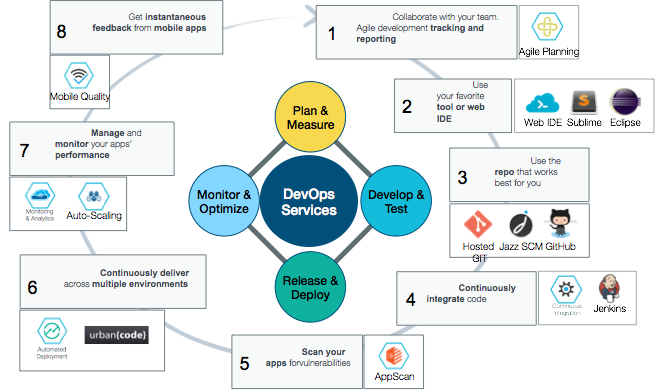 8
Get instantaneous
feedback from mobile apps
Mobile Quality
1
Collaborate with your team.
Agile development tracking and
reporting
Agile Planning
2
Use
your favorite
tool or web
IDE
Web IDE
Sublime
Eclipse
3
Use the
repo that works
best for you
Hosted
GIT
Jazz SCM
GitHub
4
Continuously
integrate code
Continuous
Integration
Jenkins
5
Scan your
apps forvulnerabilities
AppScan
6
Continuously deliver
across multiple environments
Automated
Deployment
urban{code}
7
Manage and
monitor your apps'
performance
Monitoring
& Analytics
Auto-Scaling
Plan &
Measure
Monitor &
Optimize
DevOps
Services
Develop &
Test
Release &
Deploy